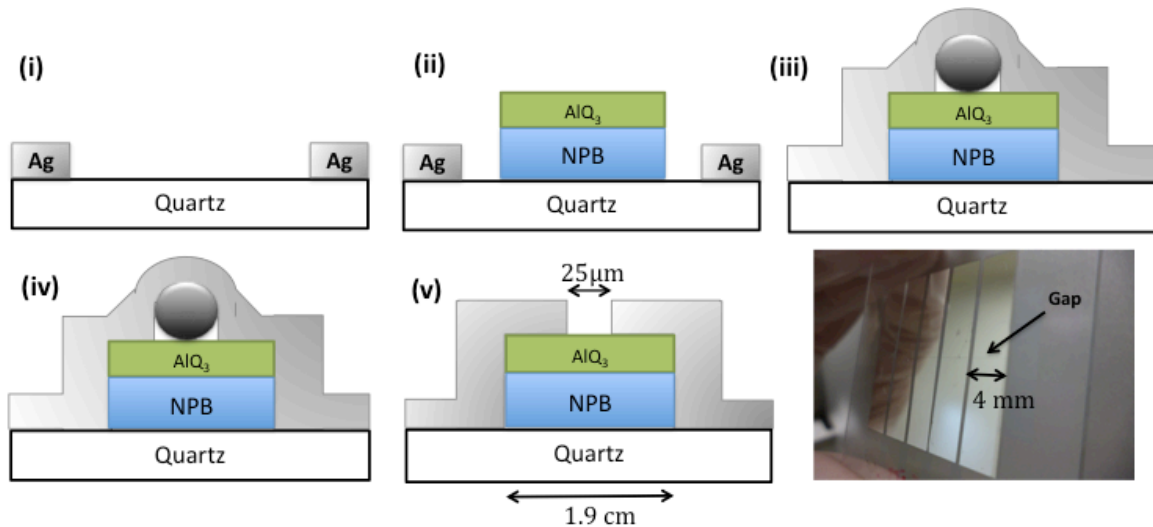 (i)
Ag
Ag
Quartz
(ii)
AlQ₃
NPB
Ag
Ag
Quartz
(iii)
AlQ₃
NPB
Quartz
(iv)
AlQ₃
NPB
Quartz
(v)
25μm
AlQ₃
NPB
Quartz
1.9 cm
Gap
4 mm